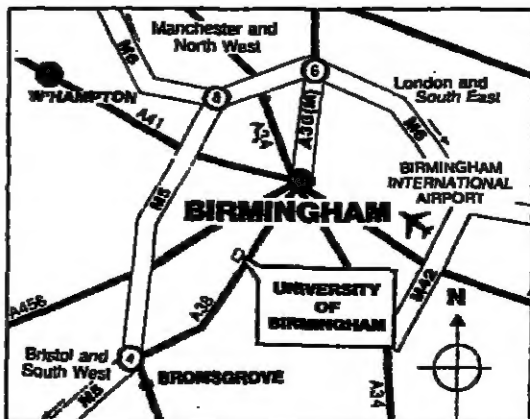 Manchester and
North West
M6
W'HAMPTON
A41
8
6
A38(M)
London and
South East
M6
BIRMINGHAM
INTERNATIONAL
AIRPORT
M5
BIRMINGHAM
UNIVERSITY
OF
BIRMINGHAM
M42
N
A456
A38
Bristol and
South West
4
M5
BROMSGROVE
A34